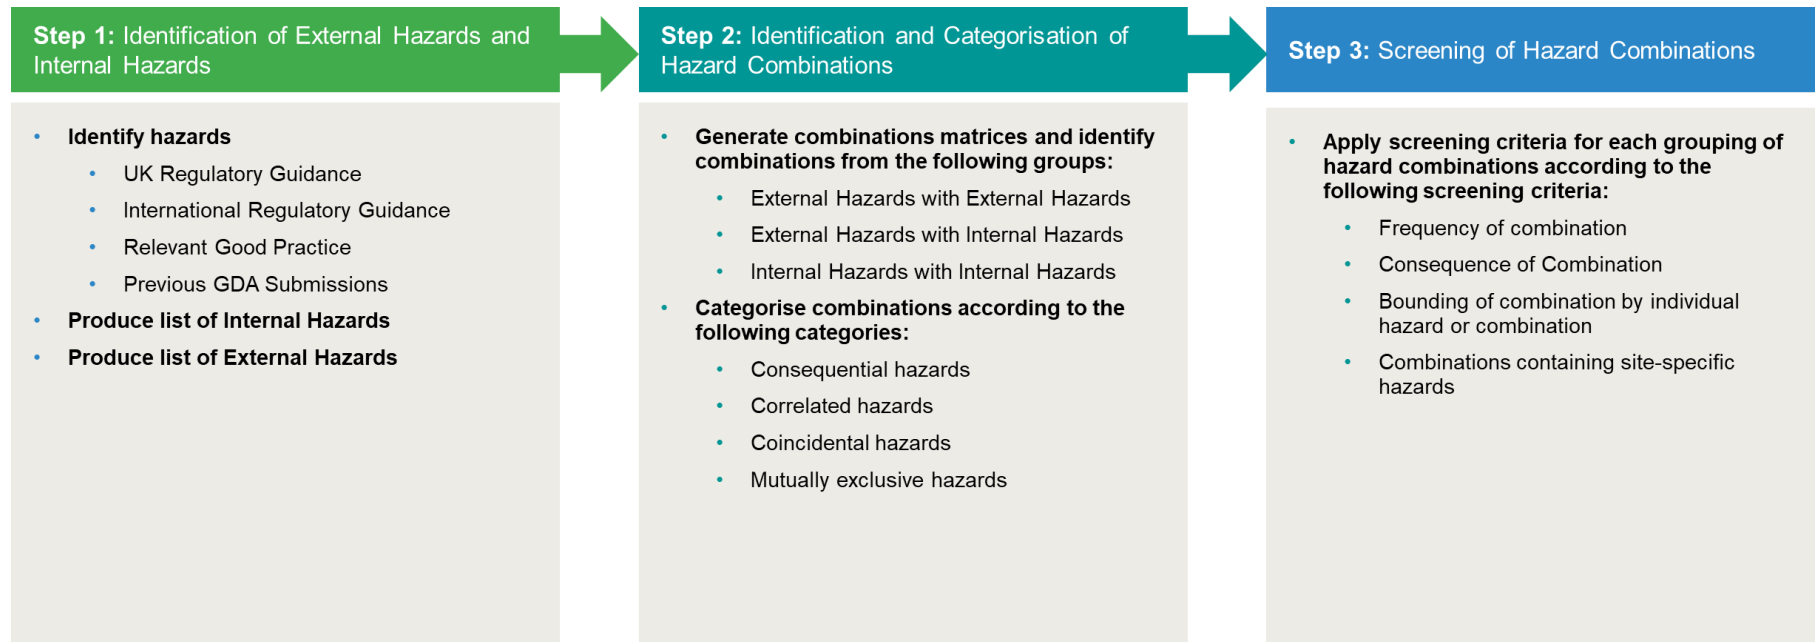 Step 1: Identification of External Hazards and
Internal Hazards
• Identify hazards
• UK Regulatory Guidance
• International Regulatory Guidance
• Relevant Good Practice
• Previous GDA Submissions
• Produce list of Internal Hazards
• Produce list of External Hazards
Step 2: Identification and Categorisation of
Hazard Combinations
• Generate combinations matrices and identify
combinations from the following groups:
• External Hazards with External Hazards
• External Hazards with Internal Hazards
• Internal Hazards with Internal Hazards
• Categorise combinations according to the
following categories:
• Consequential hazards
• Correlated hazards
• Coincidental hazards
• Mutually exclusive hazards
Step 3: Screening of Hazard Combinations
• Apply screening criteria for each grouping of
hazard combinations according to the
following screening criteria:
• Frequency of combination
• Consequence of Combination
• Bounding of combination by individual
hazard or combination
• Combinations containing site-specific
hazards